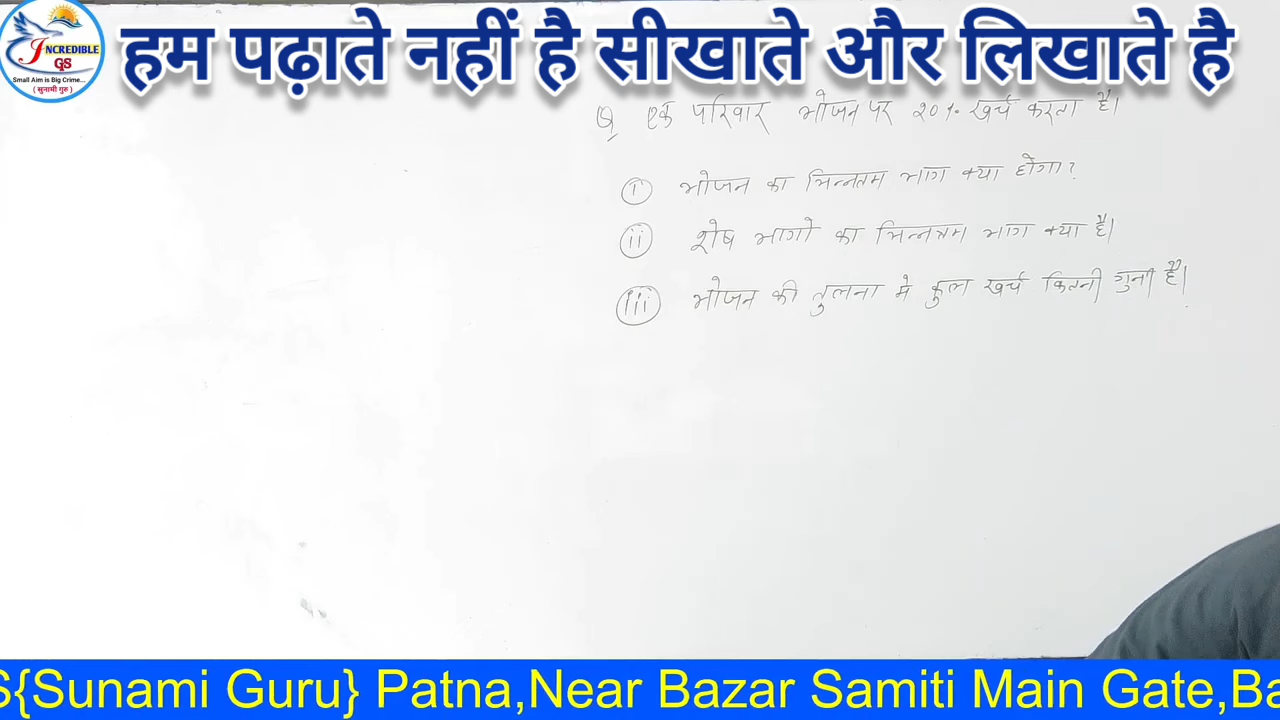 INCREDIBLE
GS
Small Aim is Big Crime...
( सुनामी गुरु )
हम पढ़ाते नहीं है सीखाते और लिखाते है
Q एक परिवार भोजन पर 20% खर्च करता है।
(i) भोजन का भिन्नतम भाग क्या होगा?
(ii) शेष भागो का भिन्नतम भाग क्या है।
(iii) भोजन की तुलना मे कुल खर्च कितनी गुनी है।
S{Sunami Guru} Patna,Near Bazar Samiti Main Gate,Ba